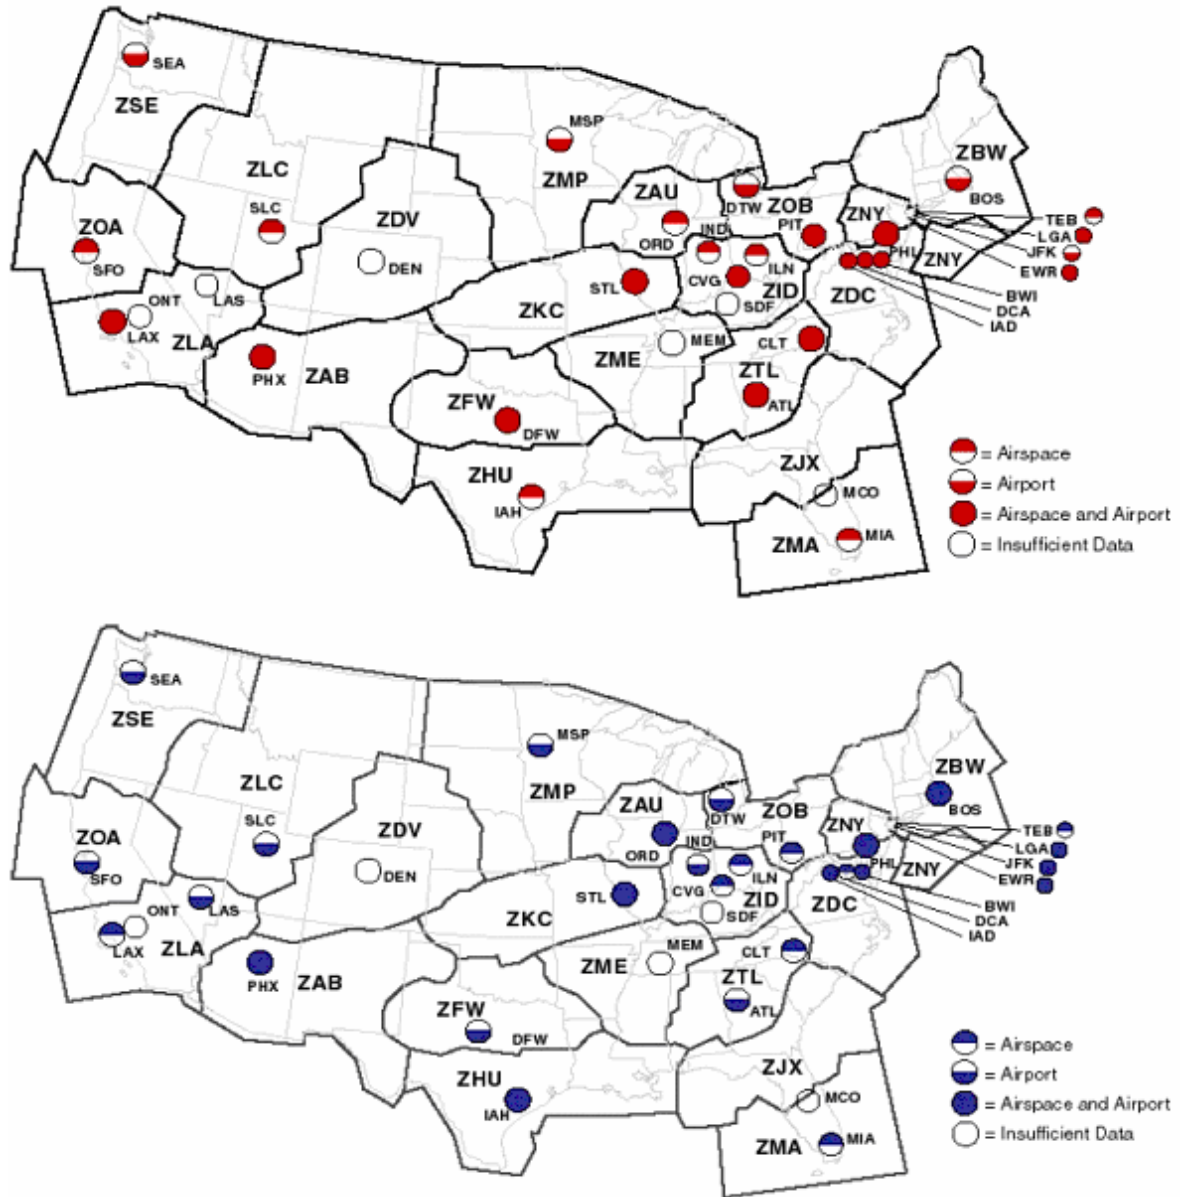 SEA
ZSE
MSP
ZBW
ZLC
ZMP
ZAU
BOS
SLC
ZDV
DTW
ZOB
ZNY
TEB
ZOA
IND
PIT
LGA
ORD
PHL
JFK
SFO
DEN
ILN
ZNY
EWR
ONT
LAS
STL
CVG
ZID
BWI
SDF
ZDC
DCA
ZKC
IAD
LAX
ZLA
MEM
CLT
ZME
ZTL
PHX
ZAB
ZFW
ATL
DFW
= Airspace
ZJX
ZHU
MCO
= Airport
IAH
= Airspace and Airport
ZMA
MIA
= Insufficient Data
SEA
ZSE
MSP
ZBW
ZLC
ZMP
ZAU
BOS
SLC
ZDV
DTW
ZOB
ZNY
TEB
ZOA
IND
PIT
LGA
ORD
PHL
JFK
SFO
DEN
ILN
ZNY
EWR
ONT
LAS
STL
CVG
ZID
BWI
SDF
ZDC
DCA
ZKC
IAD
LAX
ZLA
MEM
CLT
ZME
ZTL
PHX
ZAB
ZFW
ATL
DFW
= Airspace
ZJX
ZHU
= Airport
MCO
IAH
= Airspace and Airport
ZMA
MIA
= Insufficient Data